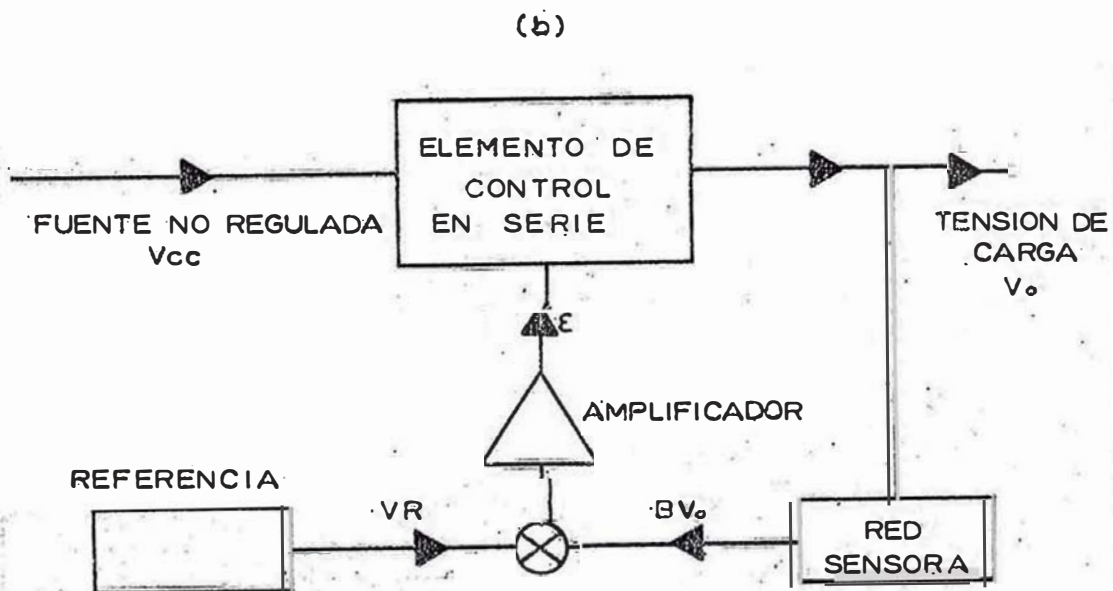 (b)
ELEMENTO DE
CONTROL
EN SERIE
FUENTE NO REGULADA
Vcc
TENSION DE
CARGA
Vo
ε
AMPLIFICADOR
REFERENCIA
VR
BVo
RED
SENSORA